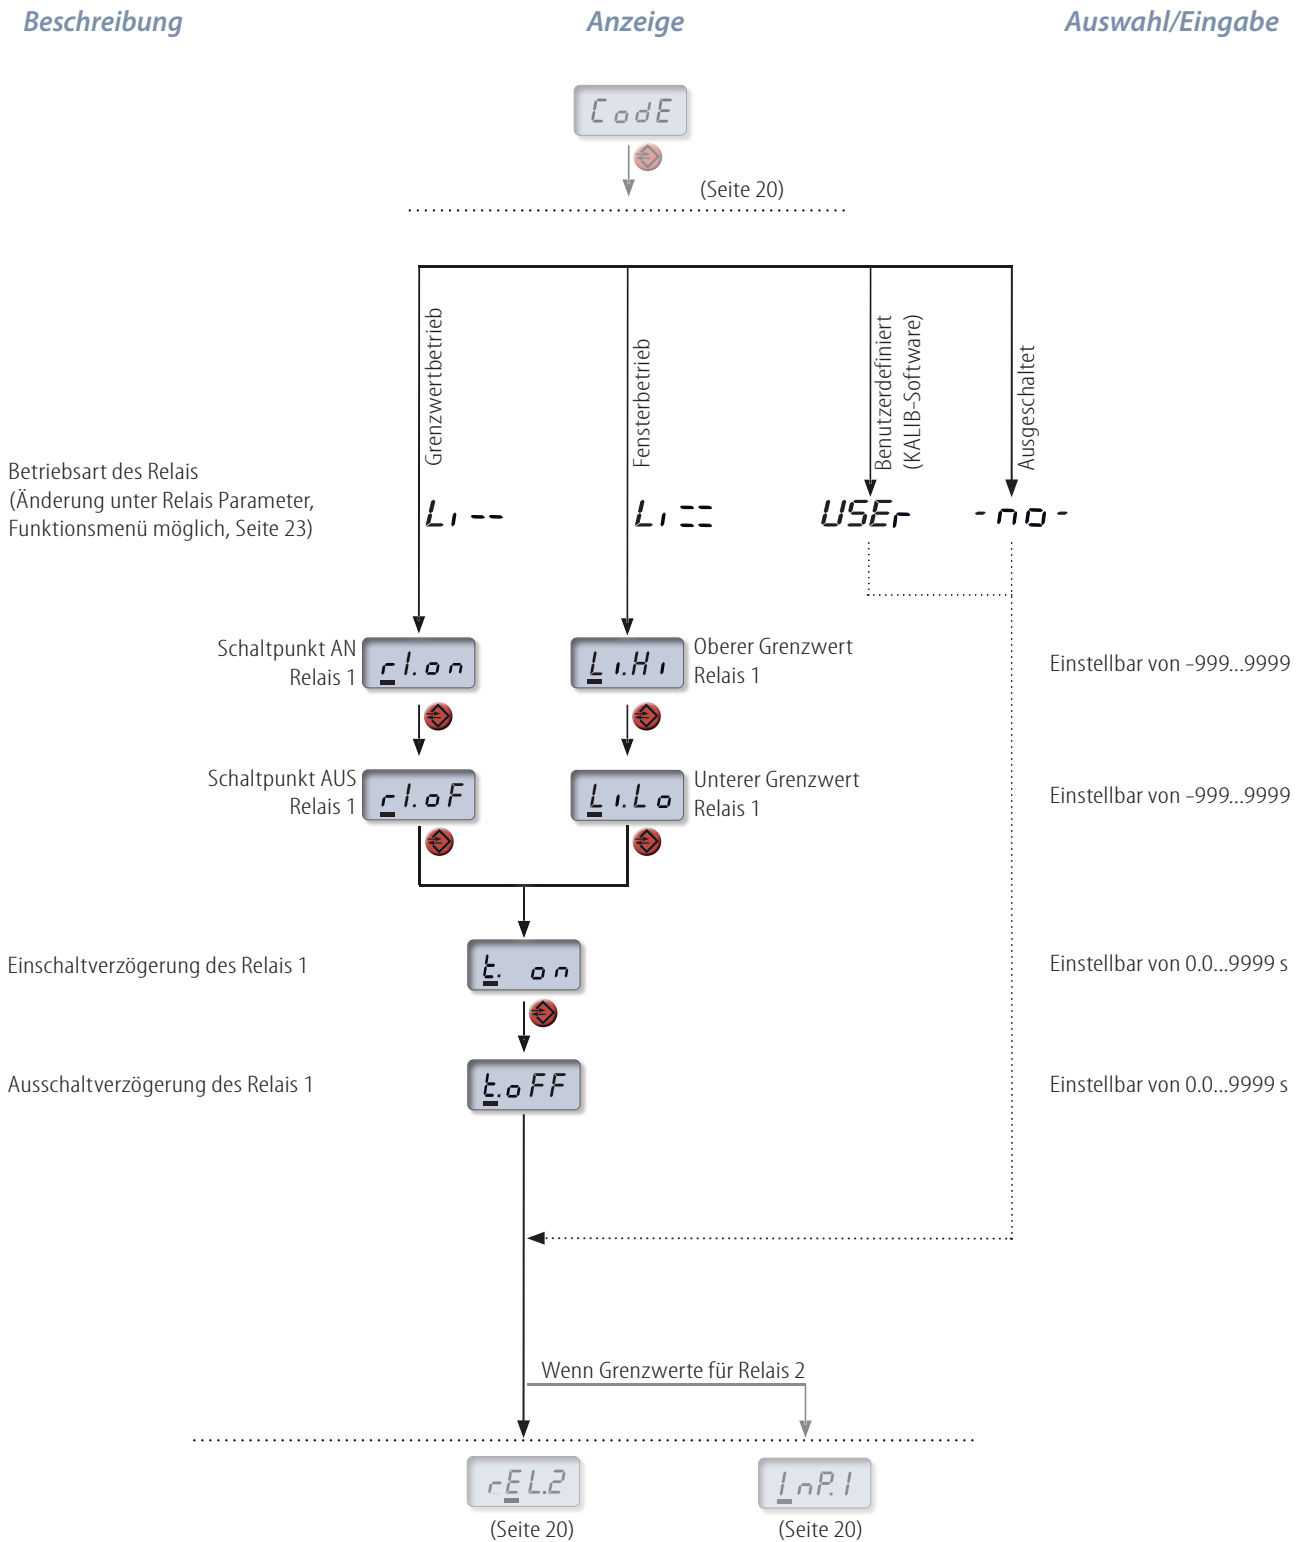 Beschreibung Anzeige Auswahl/Eingabe
CodE
(Seite 20)
Grenzwertbetrieb
Fensterbetrieb
Benutzerdefiniert
(KALIB-Software)
Ausgeschaltet
Betriebsart des Relais
(Änderung unter Relais Parameter,
Funktionsmenü möglich, Seite 23)
Li -- Li == USEr -no-
Schaltpunkt AN
Relais 1
r1.on
Li.Hi
Oberer Grenzwert
Relais 1
Einstellbar von -999...9999
Schaltpunkt AUS
Relais 1
r1.oF
Li.Lo
Unterer Grenzwert
Relais 1
Einstellbar von -999...9999
Einschaltverzögerung des Relais 1
t. on
Einstellbar von 0.0...9999 s
Ausschaltverzögerung des Relais 1
t.oFF
Einstellbar von 0.0...9999 s
Wenn Grenzwerte für Relais 2
rEL.2 InP.1
(Seite 20) (Seite 20)